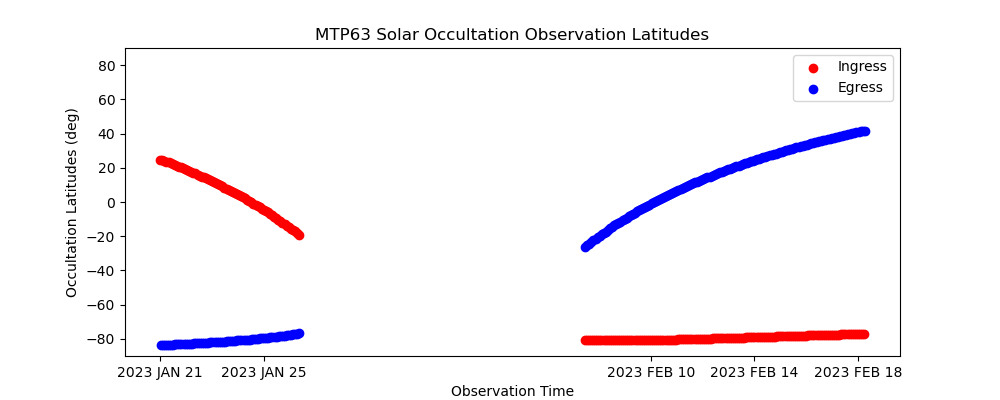 MTP63 Solar Occultation Observation Latitudes
Ingress
Egress
Occultation Latitudes (deg)
80
60
40
20
0
−20
−40
−60
−80
2023 JAN 21 2023 JAN 25 2023 FEB 10 2023 FEB 14 2023 FEB 18
Observation Time